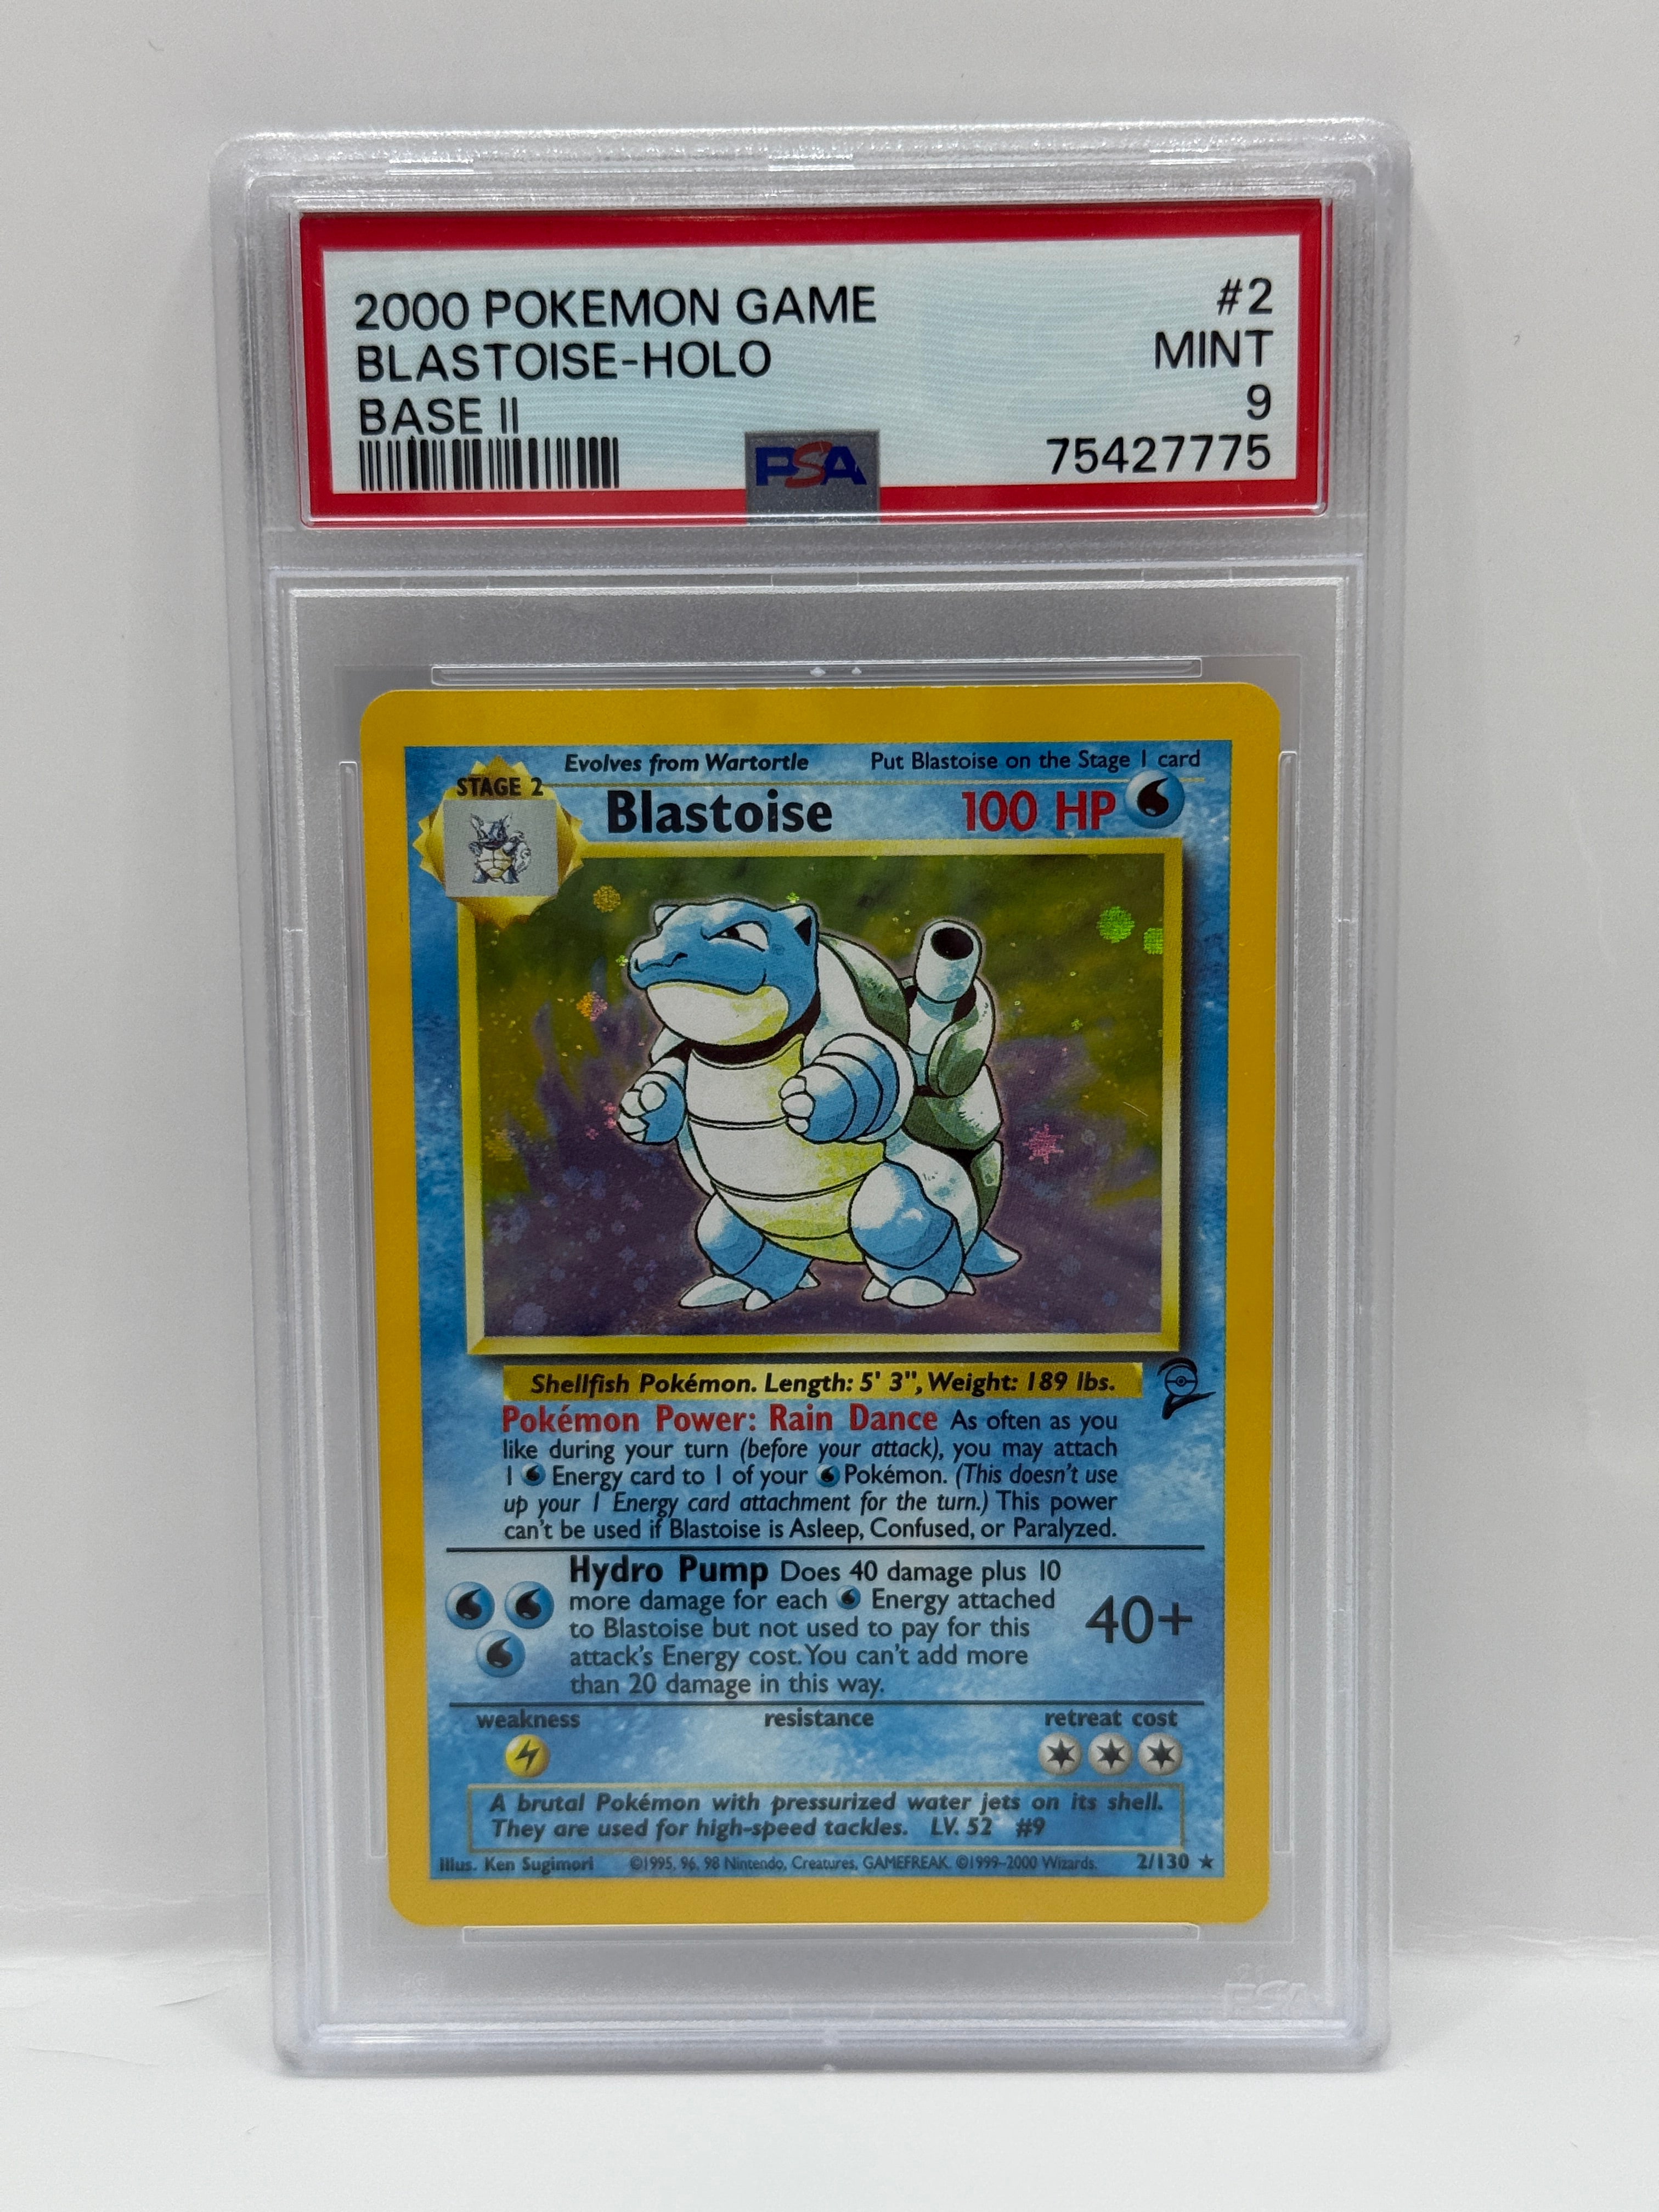 2000 POKEMON GAME #2
BLASTOISE-HOLO MINT
BASE II 9
PSA 75427775
Evolves from Wartortle Put Blastoise on the Stage 1 card
STAGE 2
Blastoise 100 HP
Shellfish Pokémon. Length: 5' 3", Weight: 189 lbs.
Pokémon Power: Rain Dance As often as you
like during your turn (before your attack), you may attach
1 Energy card to 1 of your Pokémon. (This doesn't use
up your 1 Energy card attachment for the turn.) This power
can't be used if Blastoise is Asleep, Confused, or Paralyzed.
Hydro Pump Does 40 damage plus 10
more damage for each Energy attached
to Blastoise but not used to pay for this 40+
attack's Energy cost. You can't add more
than 20 damage in this way.
weakness resistance retreat cost
A brutal Pokémon with pressurized water jets on its shell.
They are used for high-speed tackles. LV. 52 #9
Illus. Ken Sugimori ©1995, 96, 98 Nintendo, Creatures, GAMEFREAK. ©1999-2000 Wizards. 2/130 ★
PSA